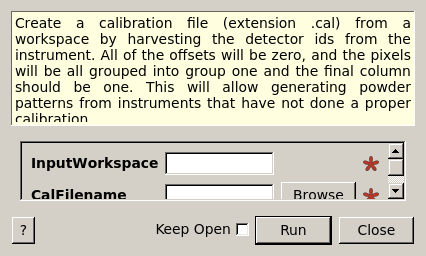 Create a calibration file (extension .cal) from a
workspace by harvesting the detector ids from the
instrument. All of the offsets will be zero, and the pixels
will be all grouped into group one and the final column
should be one. This will allow generating powder
patterns from instruments that have not done a proper
calibration.
InputWorkspace
CalFilename
Browse
?
Keep Open
Run
Close